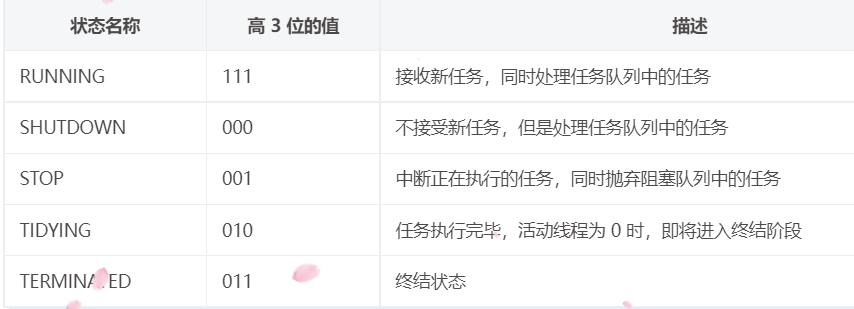 状态名称 高 3 位的值 描述
RUNNING 111 接收新任务，同时处理任务队列中的任务
SHUTDOWN 000 不接受新任务，但是处理任务队列中的任务
STOP 001 中断正在执行的任务，同时抛弃阻塞队列中的任务
TIDYING 010 任务执行完毕，活动线程为 0 时，即将进入终结阶段
TERMINATED 011 终结状态